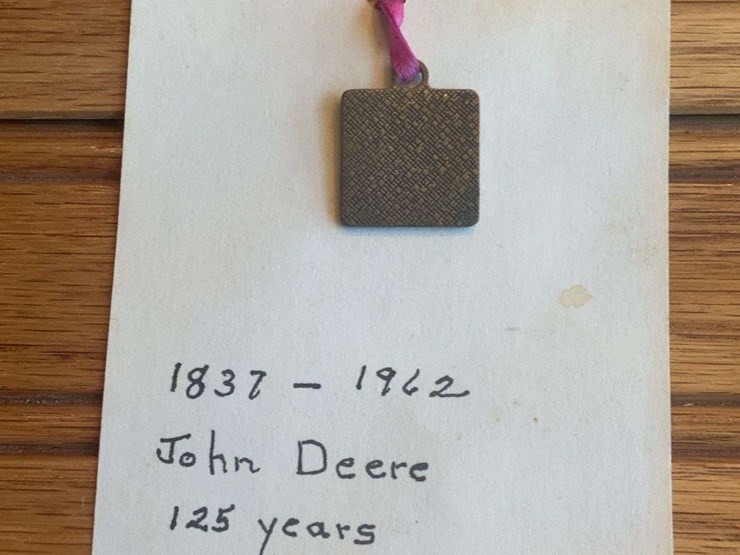 1837 – 1962
John Deere
125 years